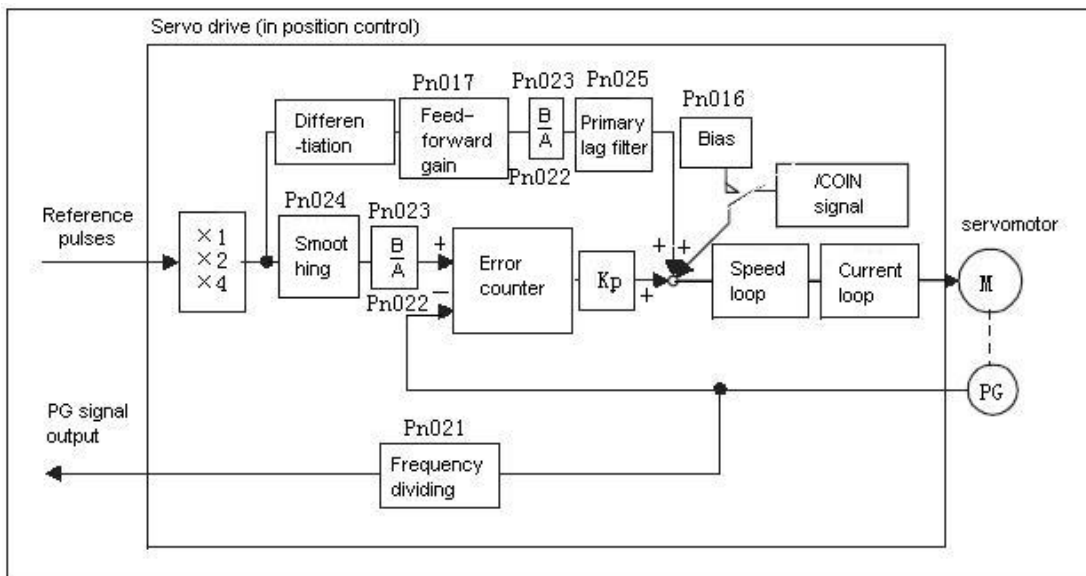 Servo drive (in position control)
Pn017
Pn023
Pn025
Pn016
Differen
-tiation
Feed-
forward
gain
B
A
Primary
lag filter
Bias
Pn022
/COIN
signal
Reference
pulses
×1
×2
×4
Pn024
Smoot
hing
Pn023
B
A
Pn022
+
−
Error
counter
Kp
+
+
+
Speed
loop
Current
loop
servomotor
M
PG
PG signal
output
Pn021
Frequency
dividing